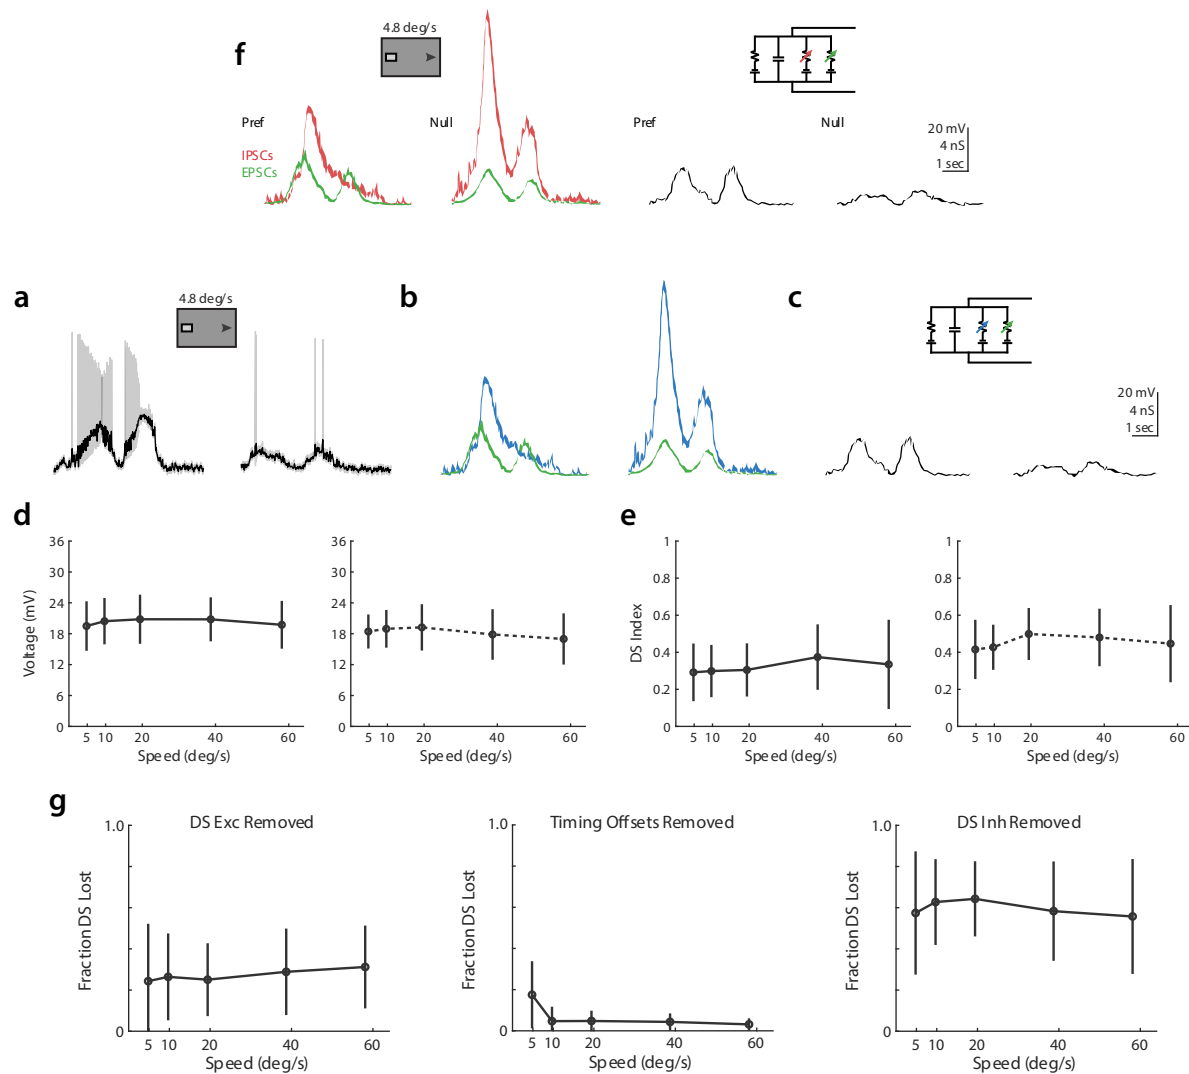 4.8 deg/s
f
Pref
Null
Pref
Null
20 mV
4 nS
1 sec
IPSCs
EPSCs
a
4.8 deg/s
b
c
20 mV
4 nS
1 sec
d
e
36
30
24
18
12
6
0
Voltage (mV)
5 10 20 40 60
Speed (deg/s)
36
30
24
18
12
6
0
5 10 20 40 60
Speed (deg/s)
1
0.8
0.6
0.4
0.2
0
DS Index
5 10 20 40 60
Speed (deg/s)
1
0.8
0.6
0.4
0.2
0
5 10 20 40 60
Speed (deg/s)
g
DS Exc Removed
1.0
0
Fraction DS Lost
5 10 20 40 60
Speed (deg/s)
Timing Offsets Removed
1.0
0
Fraction DS Lost
5 10 20 40 60
Speed (deg/s)
DS Inh Removed
1.0
0
Fraction DS Lost
5 10 20 40 60
Speed (deg/s)